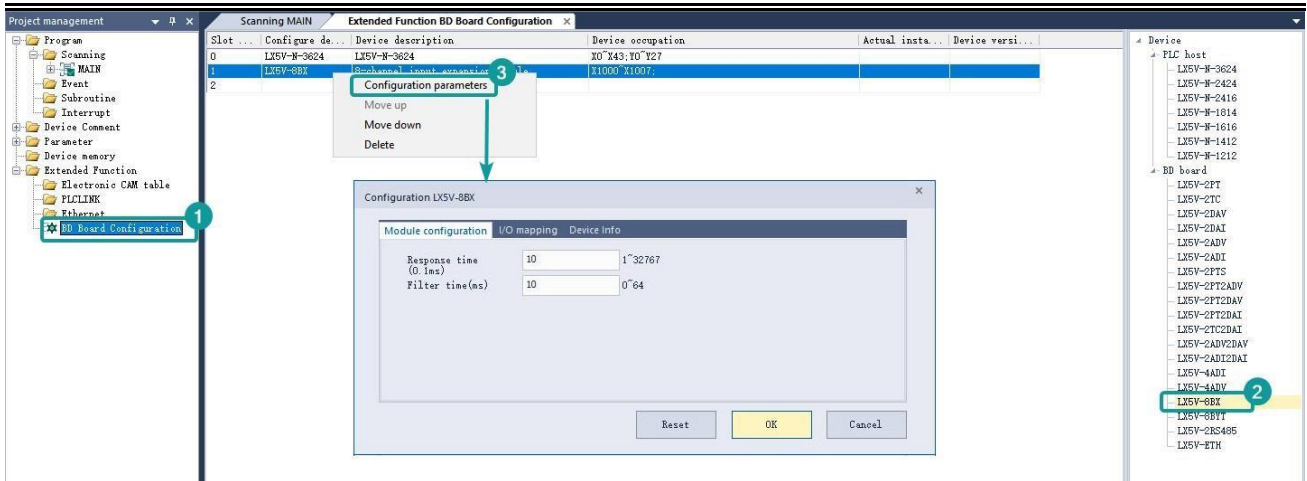 Project management
Program
Scanning
MAIN
Event
Subroutine
Interrupt
Device Comment
Parameter
Device memory
Extended Function
Electronic CAM table
PLCLINK
Ethernet
BD Board Configuration
1
Scanning MAIN
Extended Function BD Board Configuration
Slot ... Configure de... Device description Device occupation Actual insta... Device versi...
0 LX5V-N-3624 LX5V-N-3624 X0~X43;Y0~Y27
1 LX5V-8BX 8-channel input expansion X1000~X1007;
2
3
Configuration parameters
Move up
Move down
Delete
Configuration LX5V-8BX
Module configuration I/O mapping Device Info
Response time 10 1~32767
(0.1ms)
Filter time(ms) 10 0~64
Reset OK Cancel
Device
PLC host
LX5V-N-3624
LX5V-N-2424
LX5V-N-2416
LX5V-N-1814
LX5V-N-1616
LX5V-N-1412
LX5V-N-1212
BD board
LX5V-2PT
LX5V-2TC
LX5V-2DAV
LX5V-2DAI
LX5V-2ADV
LX5V-2ADI
LX5V-2PTS
LX5V-2PT2ADV
LX5V-2PT2DAV
LX5V-2PT2DAI
LX5V-2TC2DAI
LX5V-2ADV2DAV
LX5V-2ADI2DAI
LX5V-4ADI
LX5V-4ADV
2
LX5V-8BX
LX5V-8BYT
LX5V-2RS485
LX5V-ETH